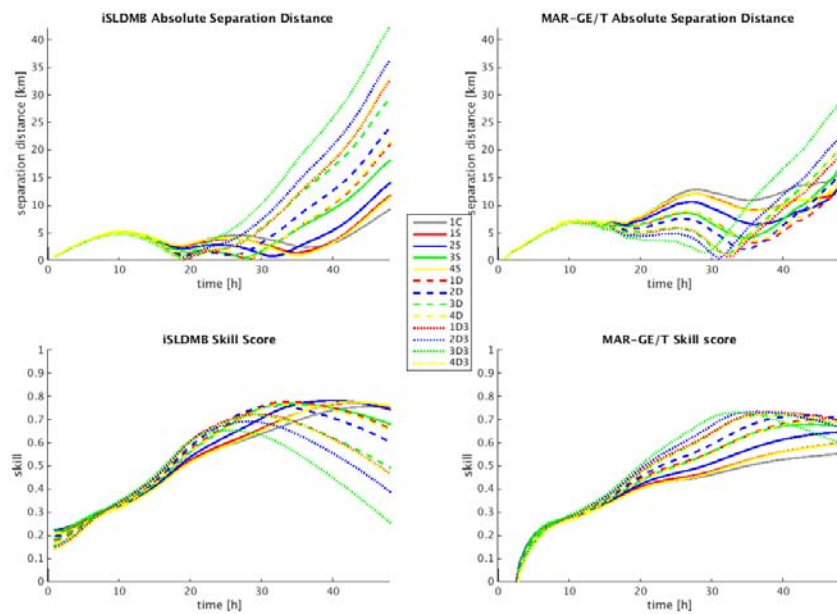 iSLDMB Absolute Separation Distance
separation distance [km]
40
35
30
25
20
15
10
5
0
0
10
20
30
40
time [h]
MAR-GE/T Absolute Separation Distance
separation distance [km]
40
35
30
25
20
15
10
5
0
0
10
20
30
40
time [h]
1C
1S
2S
3S
4S
1D
2D
3D
4D
1D3
2D3
3D3
4D3
iSLDMB Skill Score
skill
1
0.9
0.8
0.7
0.6
0.5
0.4
0.3
0.2
0.1
0
0
10
20
30
40
time [h]
MAR-GE/T Skill score
skill
1
0.9
0.8
0.7
0.6
0.5
0.4
0.3
0.2
0.1
0
0
10
20
30
40
time [h]